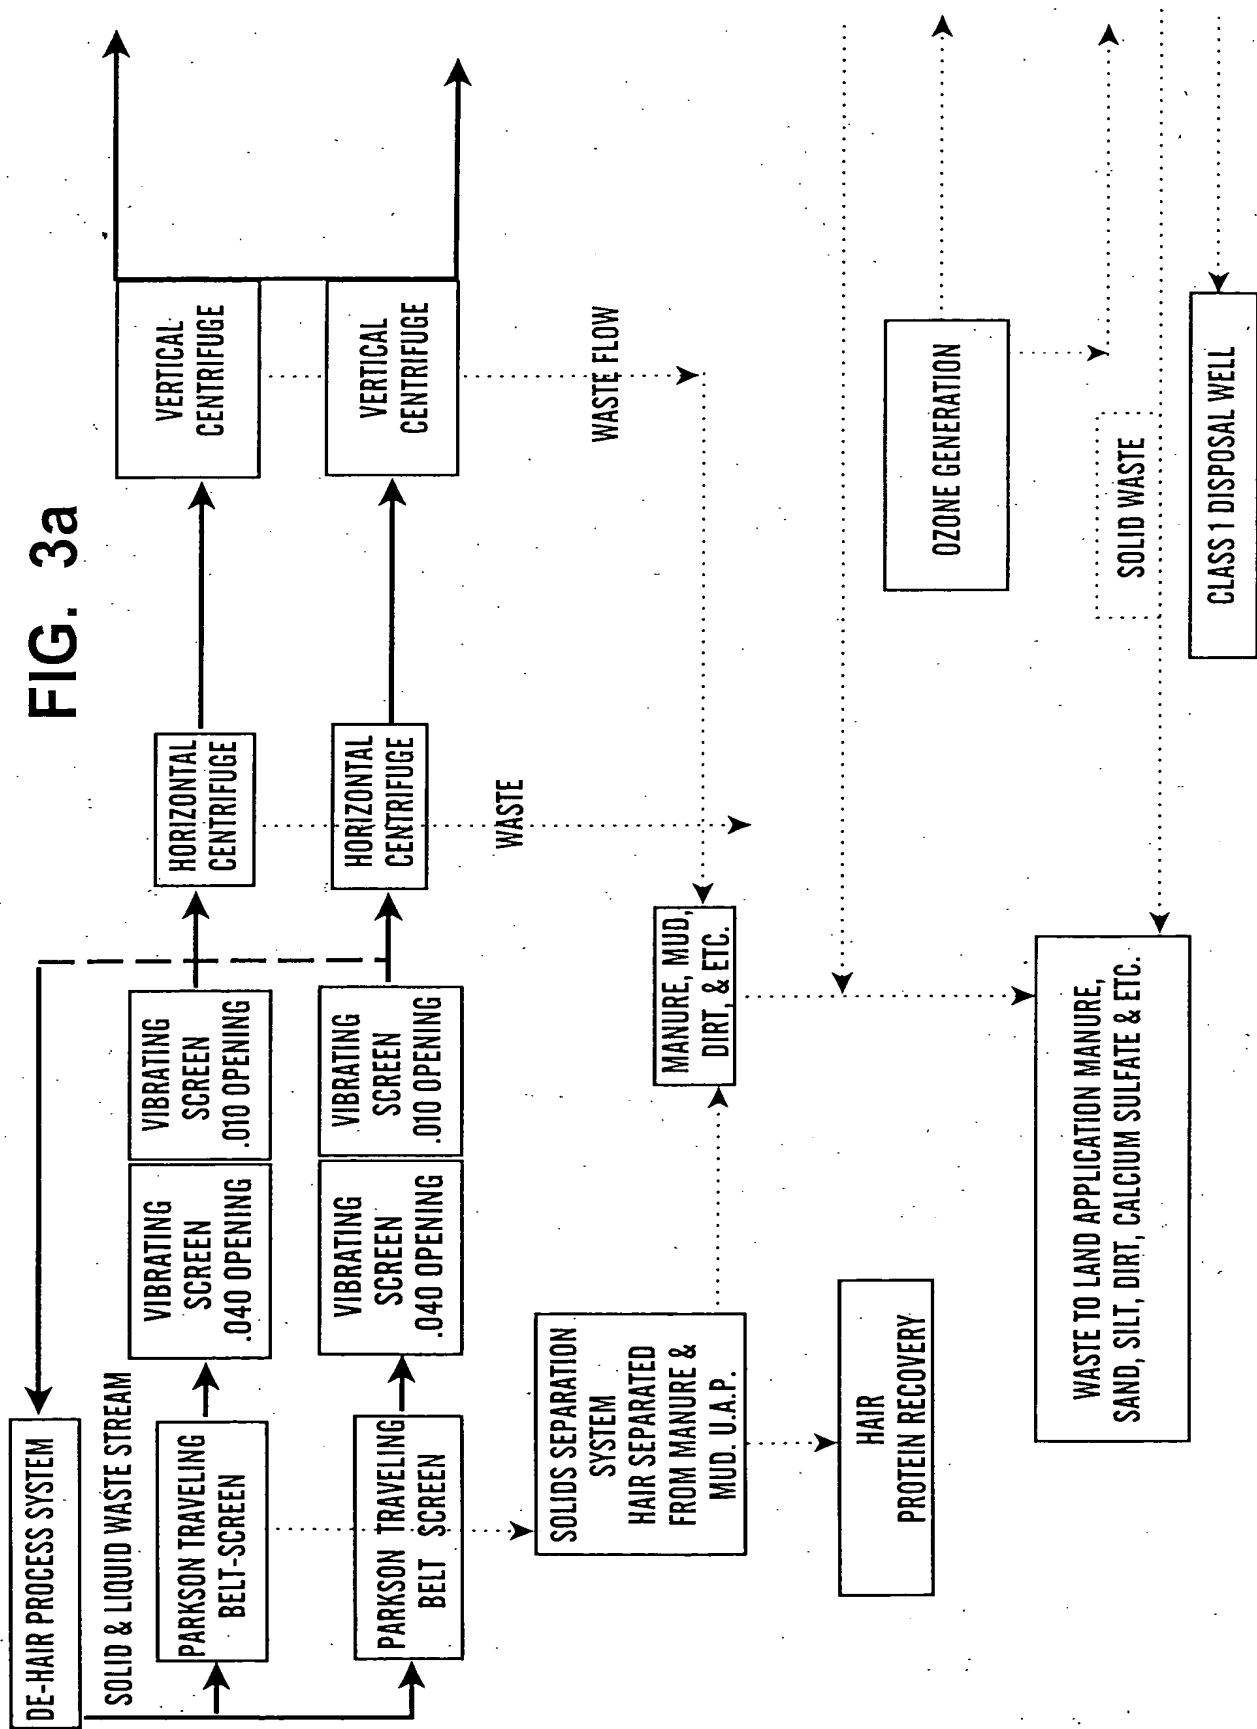 FIG. 3a
DE-HAIR PROCESS SYSTEM
SOLID & LIQUID WASTE STREAM
PARKSON TRAVELING
BELT-SCREEN
VIBRATING
SCREEN
.040 OPENING
VIBRATING
SCREEN
.010 OPENING
HORIZONTAL
CENTRIFUGE
VERTICAL
CENTRIFUGE
PARKSON TRAVELING
BELT SCREEN
VIBRATING
SCREEN
.040 OPENING
VIBRATING
SCREEN
.010 OPENING
HORIZONTAL
CENTRIFUGE
VERTICAL
CENTRIFUGE
WASTE
WASTE FLOW
SOLIDS SEPARATION
SYSTEM
HAIR SEPARATED
FROM MANURE &
MUD. U.A.P.
MANURE, MUD,
DIRT, & ETC.
HAIR
PROTEIN RECOVERY
OZONE GENERATION
WASTE TO LAND APPLICATION MANURE,
SAND, SILT, DIRT, CALCIUM SULFATE & ETC.
SOLID WASTE
CLASS 1 DISPOSAL WELL